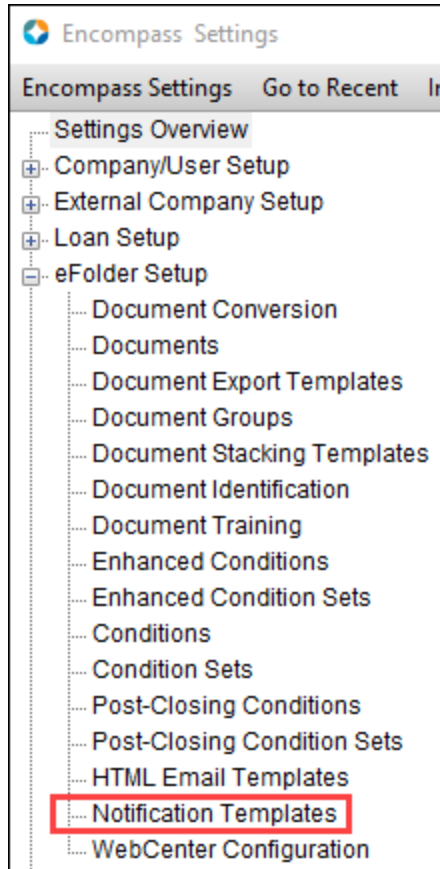 Encompass Settings
Encompass Settings Go to Recent
Settings Overview
Company/User Setup
External Company Setup
Loan Setup
eFolder Setup
Document Conversion
Documents
Document Export Templates
Document Groups
Document Stacking Templates
Document Identification
Document Training
Enhanced Conditions
Enhanced Condition Sets
Conditions
Condition Sets
Post-Closing Conditions
Post-Closing Condition Sets
HTML Email Templates
Notification Templates
WebCenter Configuration